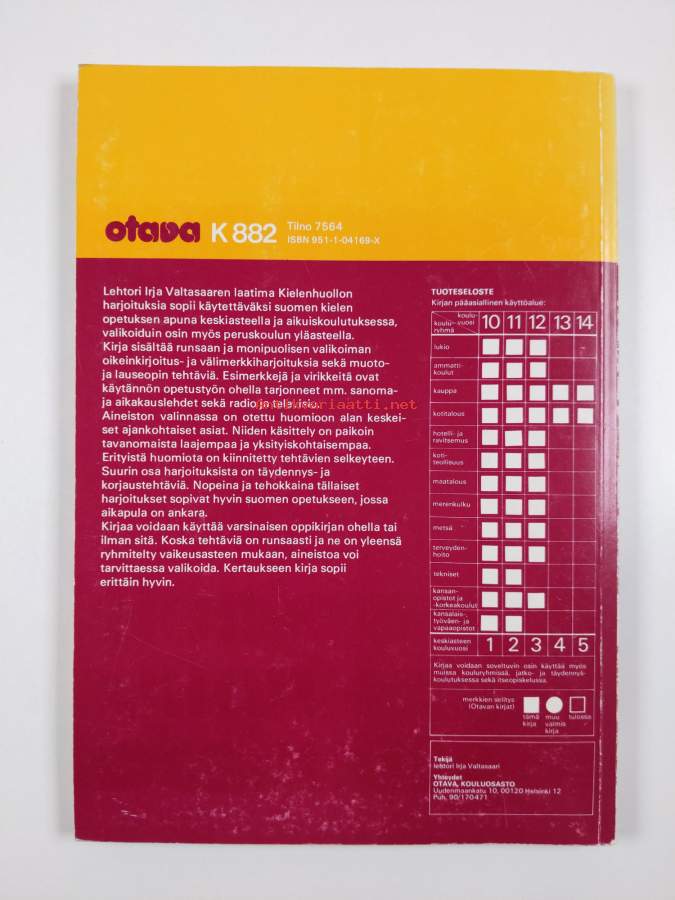 otava K 882
Tilno 7564
ISBN 951-1-04169-X
Lehtori Irja Valtasaaren laatima Kielenhuollon
harjoituksia sopii käytettäväksi suomen kielen
opetuksen apuna keskiasteella ja aikuiskoulutuksessa,
valikoiduin osin myös peruskoulun yläasteella.
Kirja sisältää runsaan ja monipuolisen valikoiman
oikeinkirjoitus- ja välimerkkiharjoituksia sekä muoto-
ja lauseopin tehtäviä. Esimerkkejä ja virikkeitä ovat
käytännön opetustyön ohella tarjonneet mm. sanoma-
ja aikakauslehdet sekä radio ja televisio.
Aineiston valinnassa on otettu huomioon alan keskei-
set ajankohtaiset asiat. Niiden käsittely on paikoin
tavanomaista laajempaa ja yksityiskohtaisempaa.
Erityistä huomiota on kiinnitetty tehtävien selkeyteen.
Suurin osa harjoituksista on täydennys- ja
korjaustehtäviä. Nopeina ja tehokkaina tällaiset
harjoitukset sopivat hyvin suomen opetukseen, jossa
aikapula on ankara.
Kirjaa voidaan käyttää varsinaisen oppikirjan ohella tai
ilman sitä. Koska tehtäviä on runsaasti ja ne on yleensä
ryhmitelty vaikeusasteen mukaan, aineistoa voi
tarvittaessa valikoida. Kertaukseen kirja sopii
erittäin hyvin.
antikvariaatti.net
TUOTESELOSTE
Kirjan pääasiallinen käyttöalue:
koulu-vuosi
koulu-ryhmä
10 11 12 13 14
lukio
ammatti-
koulut
kauppa
kotitalous
hotelli- ja
ravitsemus
koti-
teollisuus
maatalous
merenkulku
metsä
terveyden-
hoito
tekniset
kansan-
opistot ja
-korkeakoulut
kansalais-,
työväen- ja
vapaaopistot
keskiasteen
kouluvuosi
1 2 3 4 5
Kirjaa voidaan soveltuvin osin käyttää myös
muissa kouluryhmissä, jatko- ja täydennys-
koulutuksessa sekä itseopiskelussa.
merkkien selitys
(Otavan kirjat)
tämä
kirja
muu
valmis
kirja
tulossa
Tekijä
lehtori Irja Valtasaari
Yhteydet
OTAVA, KOULUOSASTO
Uudenmaankatu 10, 00120 Helsinki 12
Puh. 90/170471